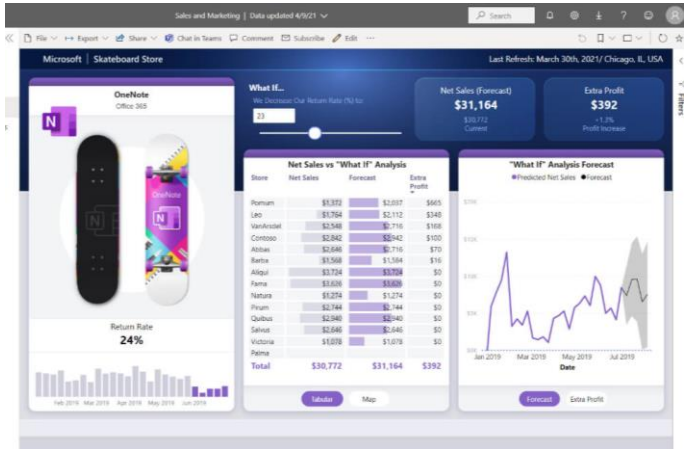 Sales and Marketing | Data updated 4/9/21
Search
File Export Share Chat in Teams Comment Subscribe Edit
Microsoft | Skateboard Store
Last Refresh: March 30th, 2021/ Chicago, IL, USA
Filters
OneNote
Office 365
N
OneNote
N
Return Rate
24%
Feb 2019 Mar 2019 Apr 2019 May 2019 Jun 2019
What If...
We Decrease Our Return Rate (%) to:
23
Net Sales (Forecast)
$31,164
$30,772
Current
Extra Profit
$392
+1.3%
Profit Increase
Net Sales vs "What If" Analysis
Store Net Sales Forecast Extra Profit
Pomum $1,372 $2,037 $665
Leo $1,764 $2,112 $348
VanArsdel $2,548 $2,716 $168
Contoso $2,842 $2,942 $100
Abbas $2,646 $2,716 $70
Barba $1,568 $1,584 $16
Aliqui $3,724 $3,724 $0
Fama $3,626 $3,626 $0
Natura $1,274 $1,274 $0
Pirum $2,744 $2,744 $0
Quibus $2,940 $2,940 $0
Salvus $2,646 $2,646 $0
Victoria $1,078 $1,078 $0
Palma
Total $30,772 $31,164 $392
Tabular Map
"What If" Analysis Forecast
Predicted Net Sales Forecast
Jan 2019 Mar 2019 May 2019 Jul 2019
Date
Forecast Extra Profit